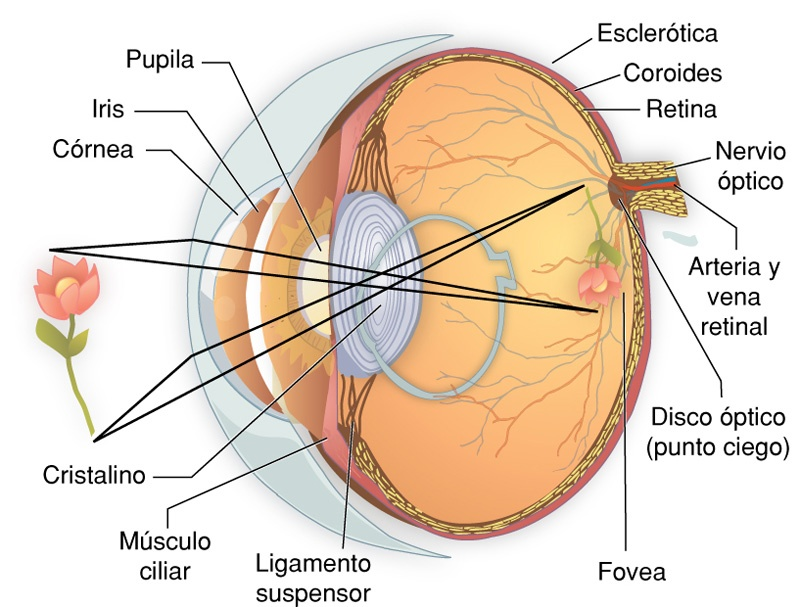 Pupila
Iris
Córnea
Esclerótica
Coroides
Retina
Nervio
óptico
Arteria y
vena
retinal
Disco óptico
(punto ciego)
Cristalino
Músculo
ciliar
Ligamento
suspensor
Fovea